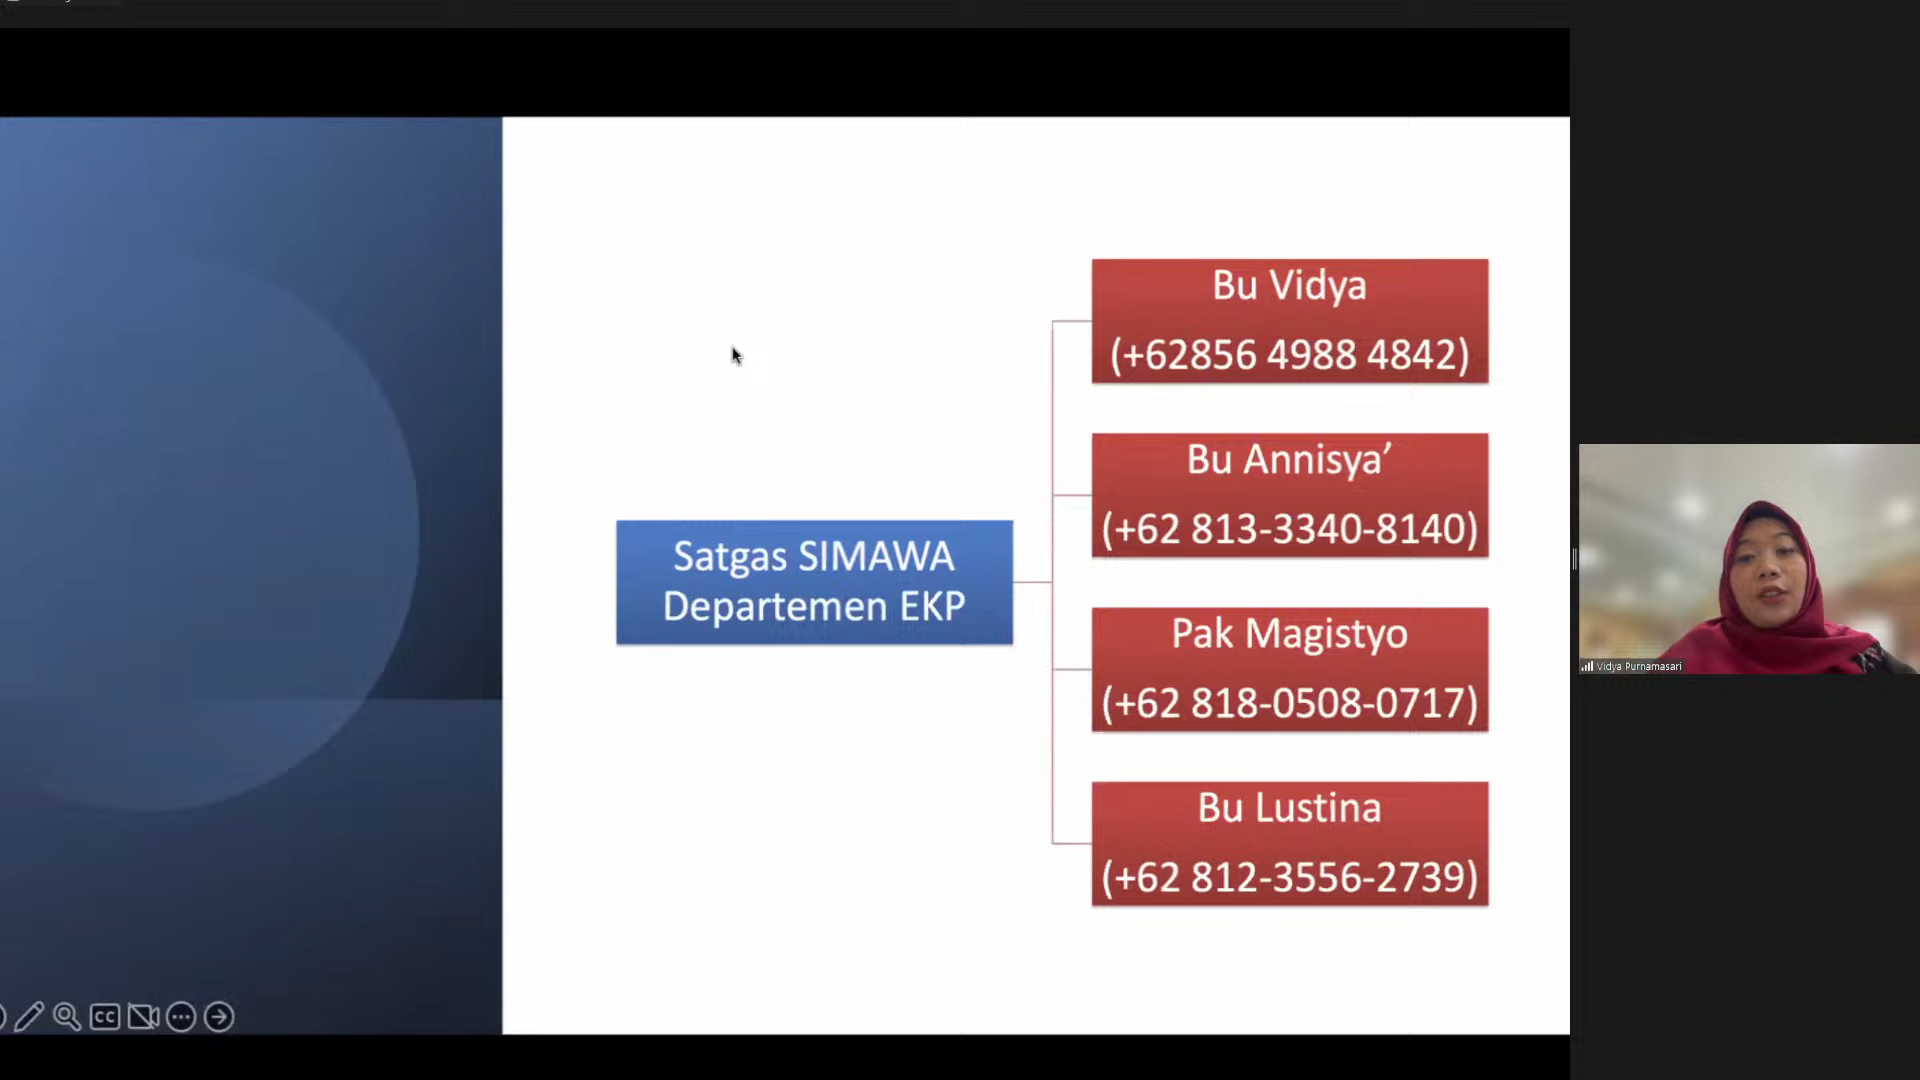 Satgas SIMAWA
Departemen EKP
Bu Vidya
(+62856 4988 4842)
Bu Annisya’
(+62 813-3340-8140)
Pak Magistyo
(+62 818-0508-0717)
Bu Lustina
(+62 812-3556-2739)
Vidya Purnamasari
CC